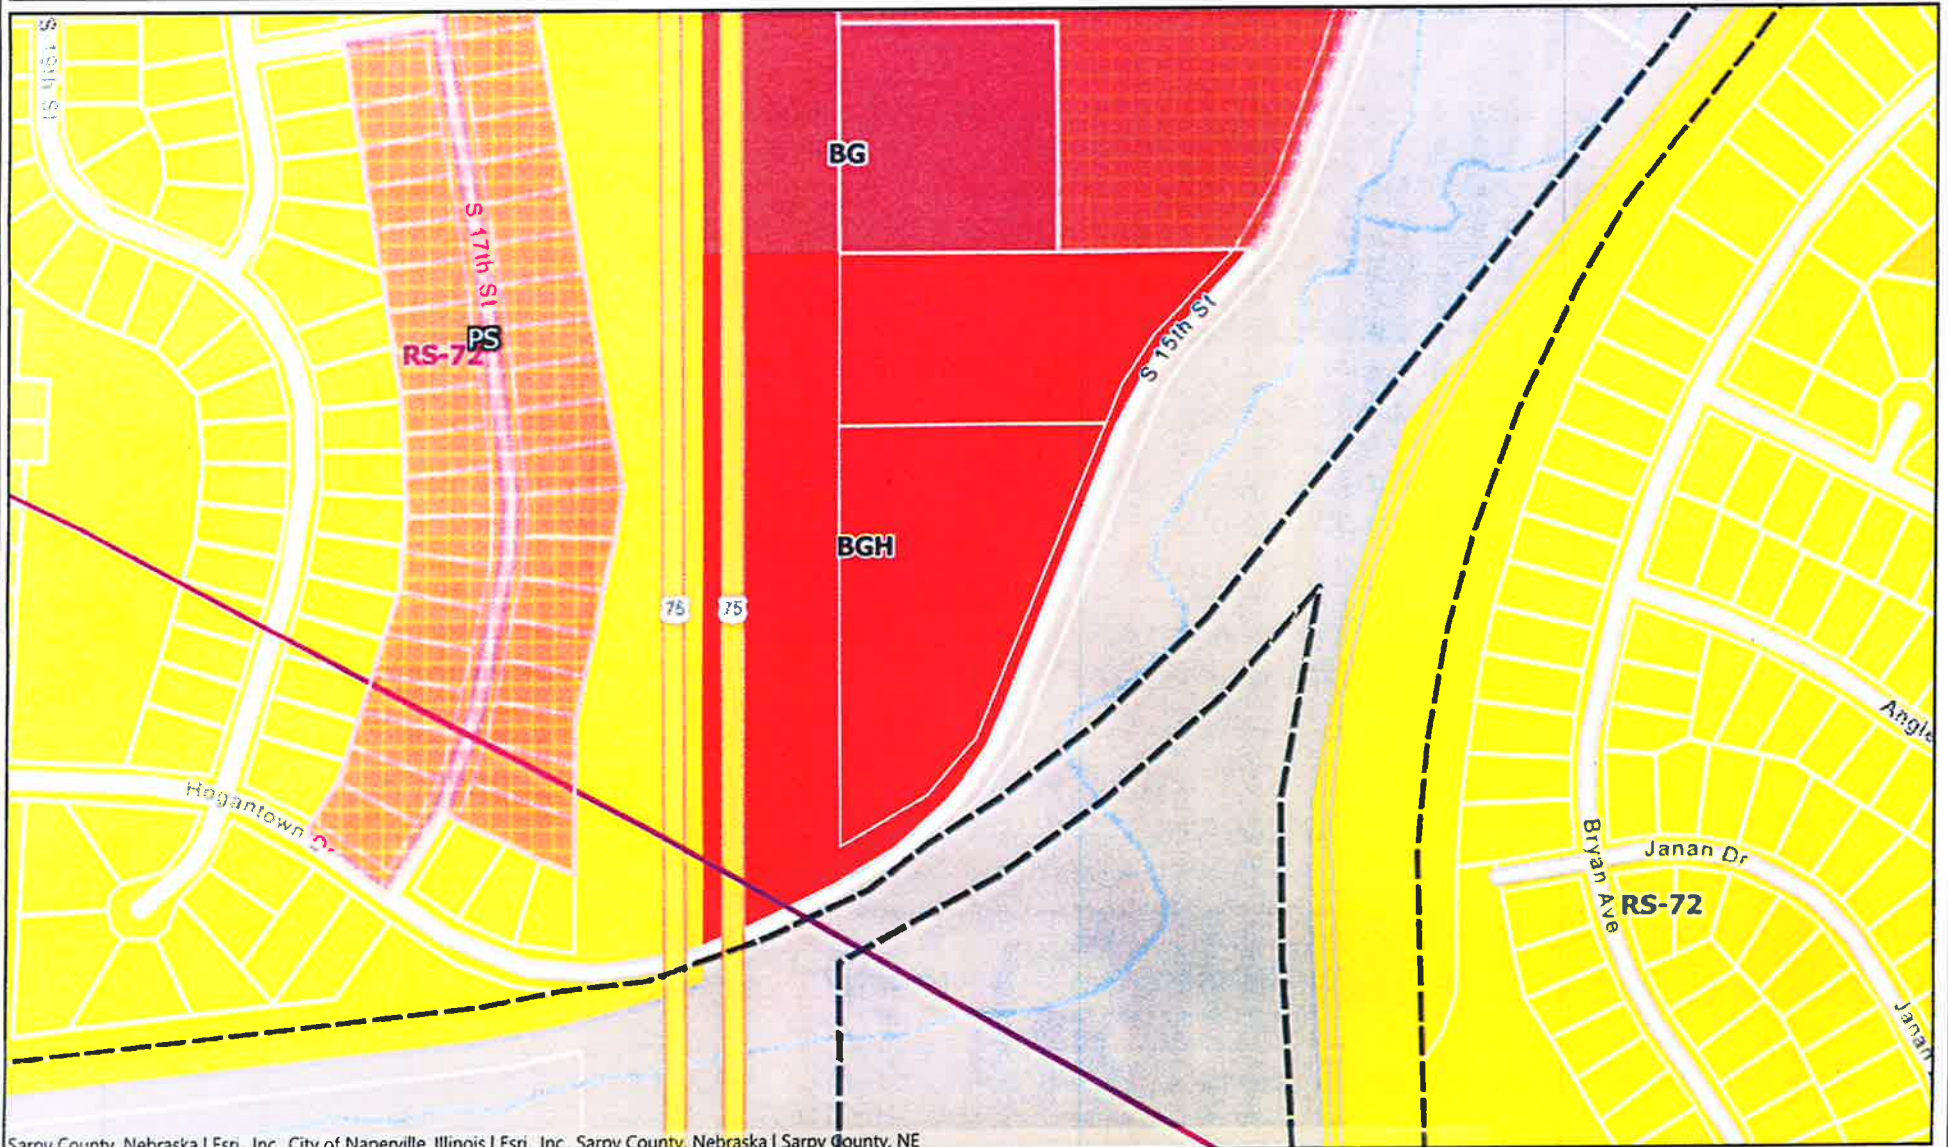 S 19th St
BG
S 17th St
PS
RS-72
S 15th St
BGH
75
75
Hogantown Dr
Janan Dr
Bryan Ave
RS-72
Angle
Janan
Sarpy County, Nebraska | Esri, Inc., City of Naperville, Illinois | Esri, Inc., Sarpy County, Nebraska | Sarpy County, NE